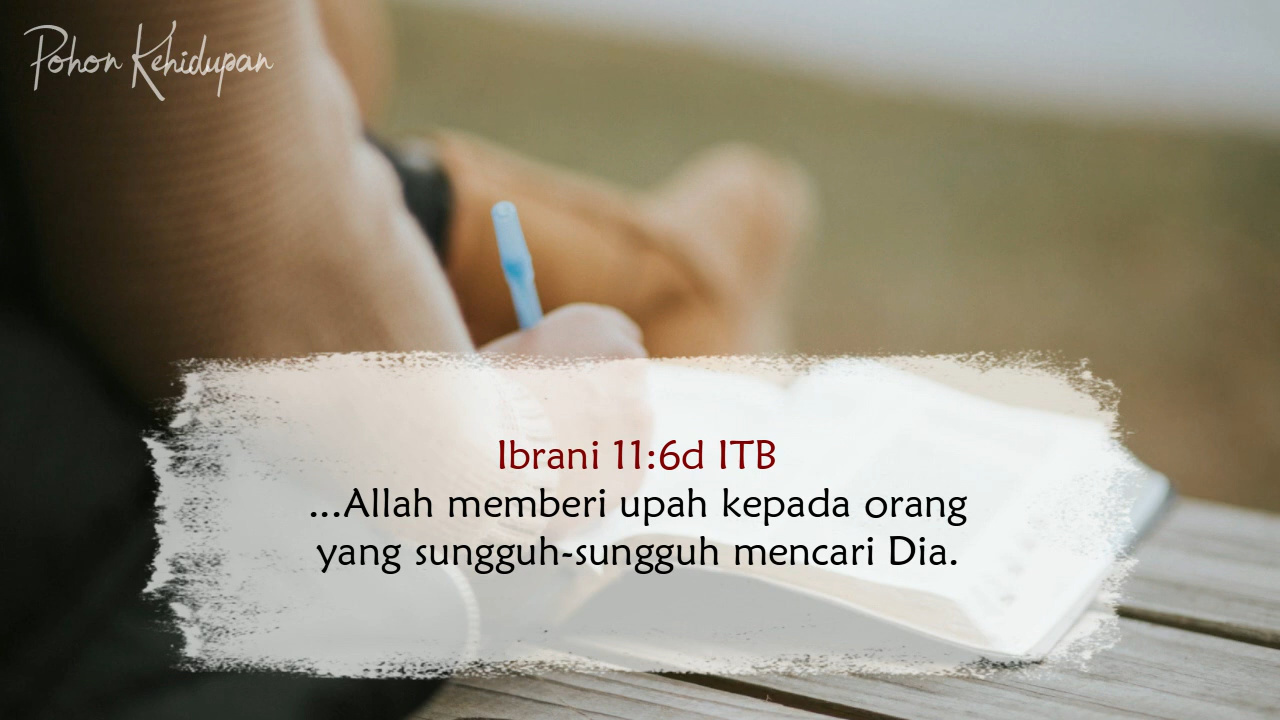 Pohon Kehidupan
Ibrani 11:6d ITB
...Allah memberi upah kepada orang
yang sungguh-sungguh mencari Dia.